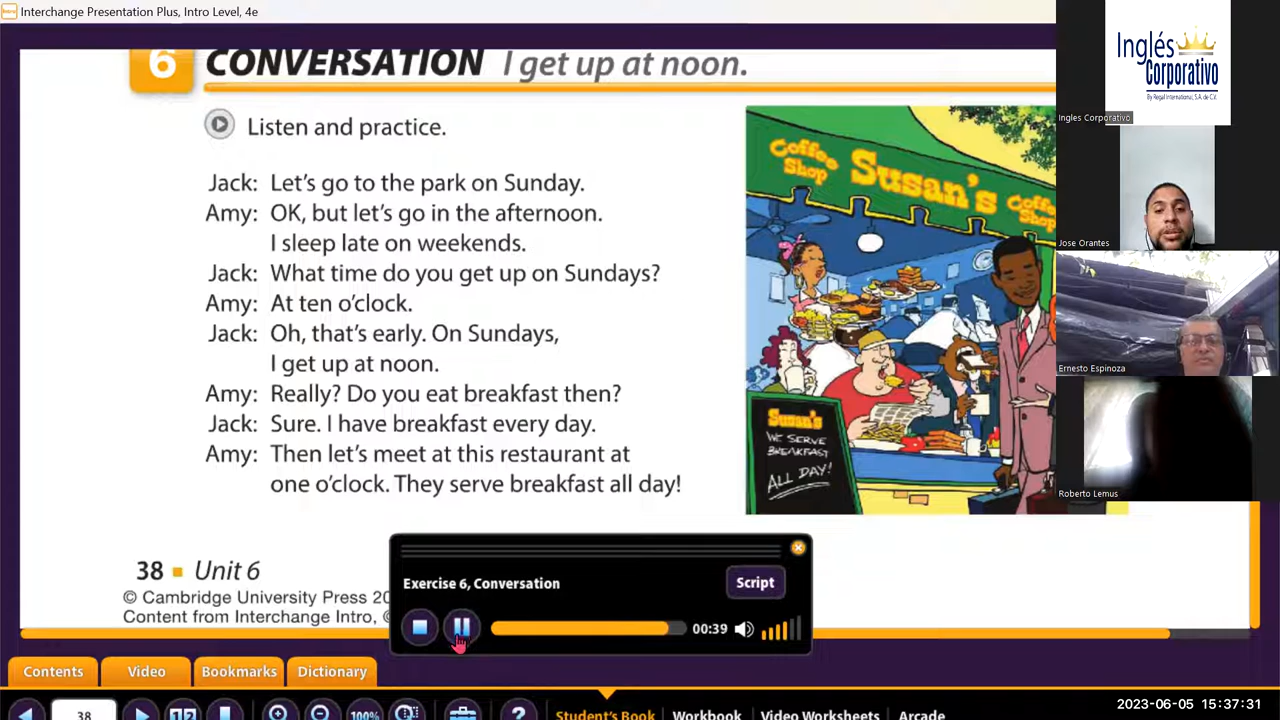 Interchange Presentation Plus, Intro Level, 4e
6 CONVERSATION I get up at noon.
Listen and practice.
Jack: Let's go to the park on Sunday.
Amy: OK, but let's go in the afternoon.
I sleep late on weekends.
Jack: What time do you get up on Sundays?
Amy: At ten o'clock.
Jack: Oh, that's early. On Sundays,
I get up at noon.
Amy: Really? Do you eat breakfast then?
Jack: Sure. I have breakfast every day.
Amy: Then let's meet at this restaurant at
one o'clock. They serve breakfast all day!
Coffee Shop
Susan's
Coffee
Susan's
WE SERVE
BREAKFAST
ALL DAY!
38 Unit 6
© Cambridge University Press 20
Content from Interchange Intro,
Exercise 6, Conversation
Script
00:39
Contents
Video
Bookmarks
Dictionary
38
100%
?
Student's Book
Workbook
Video Worksheets
Arcade
Inglés
Corporativo
By Regal International, S.A. de C.V.
Ingles Corporativo
Jose Orantes
Ernesto Espinoza
Roberto Lemus
2023-06-05 15:37:31